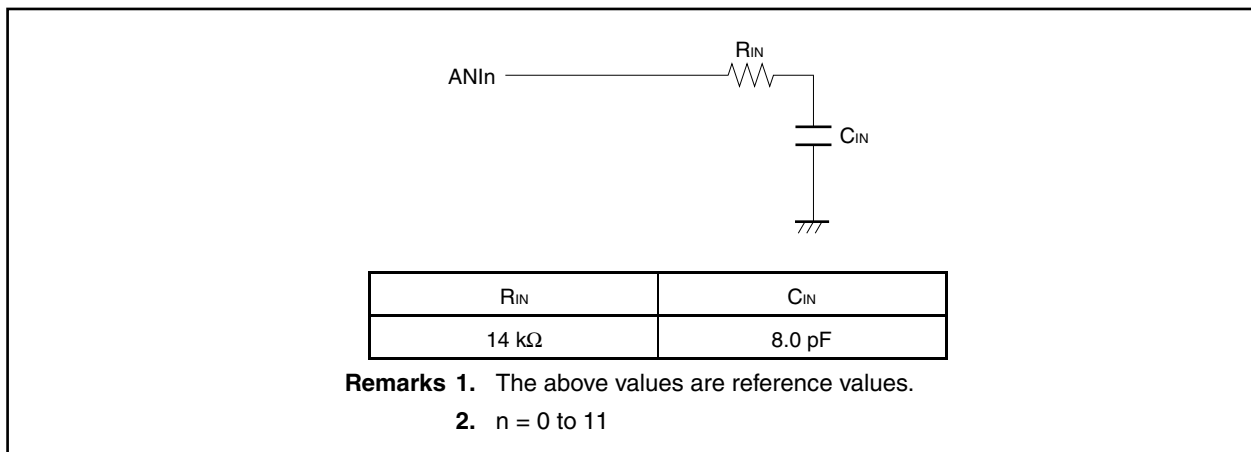 RIN
ANIn
CIN
RIN CIN
14 kΩ 8.0 pF
Remarks 1. The above values are reference values.
2. n = 0 to 11